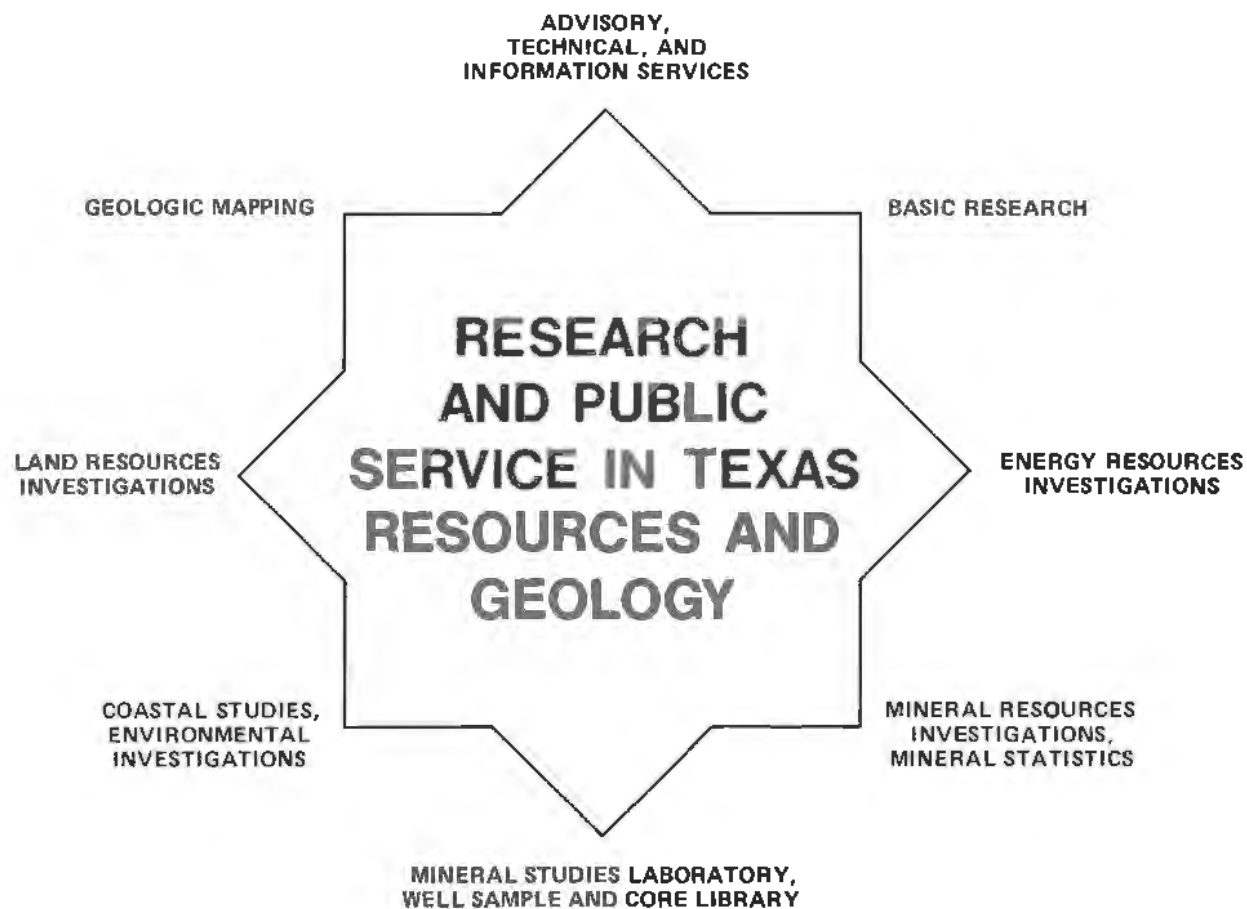 ADVISORY,
TECHNICAL, AND
INFORMATION SERVICES
GEOLOGIC MAPPING
BASIC RESEARCH
RESEARCH
AND PUBLIC
SERVICE IN TEXAS
RESOURCES AND
GEOLOGY
LAND RESOURCES
INVESTIGATIONS
ENERGY RESOURCES
INVESTIGATIONS
COASTAL STUDIES,
ENVIRONMENTAL
INVESTIGATIONS
MINERAL RESOURCES
INVESTIGATIONS,
MINERAL STATISTICS
MINERAL STUDIES LABORATORY,
WELL SAMPLE AND CORE LIBRARY